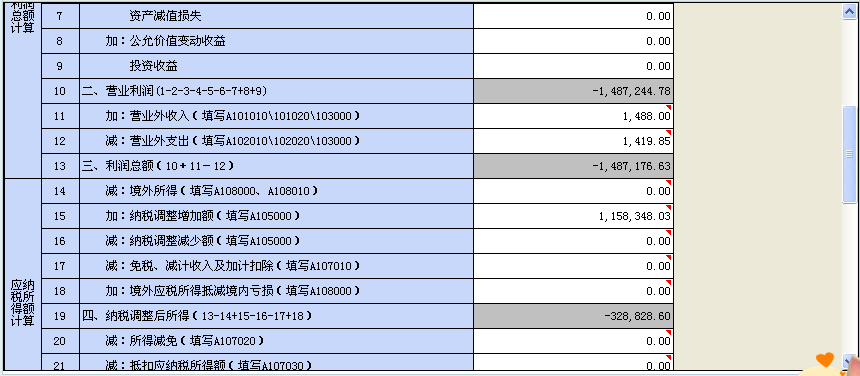 利润
总额
计算
7 资产减值损失 0.00
8 加：公允价值变动收益 0.00
9 投资收益 0.00
10 二、营业利润(1-2-3-4-5-6-7+8+9) -1,487,244.78
11 加：营业外收入（填写A101010\101020\103000） 1,488.00
12 减：营业外支出（填写A102010\102020\103000） 1,419.85
13 三、利润总额（10＋11－12） -1,487,176.63
应纳
税所
得额
计算
14 减：境外所得（填写A108000、A108010） 0.00
15 加：纳税调整增加额（填写A105000） 1,158,348.03
16 减：纳税调整减少额（填写A105000） 0.00
17 减：免税、减计收入及加计扣除（填写A107010） 0.00
18 加：境外应税所得抵减境内亏损（填写A108000） 0.00
19 四、纳税调整后所得（13-14+15-16-17+18） -328,828.60
20 减：所得减免（填写A107020） 0.00
21 减：抵扣应纳税所得额（填写A107030） 0.00